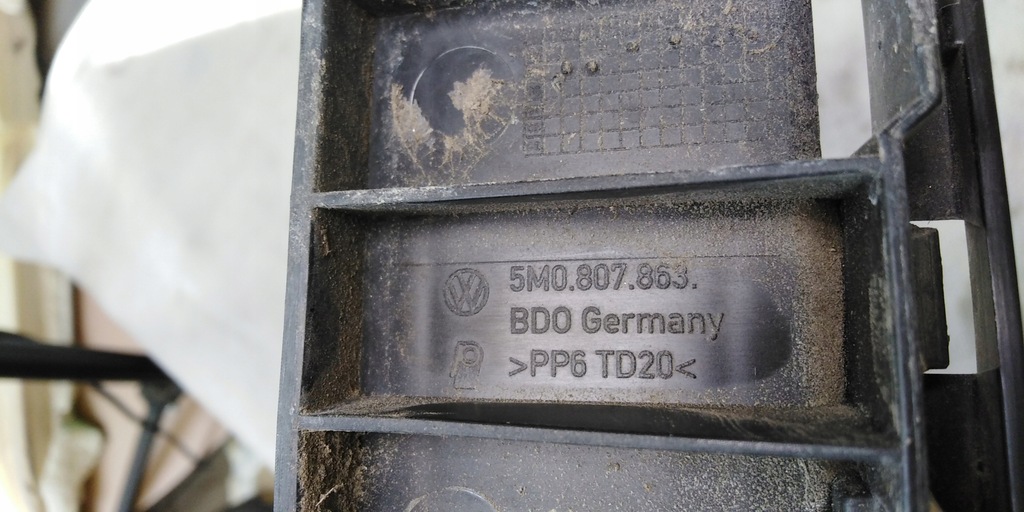 5M0.807.863.
BDO Germany
>PP6 TD20<